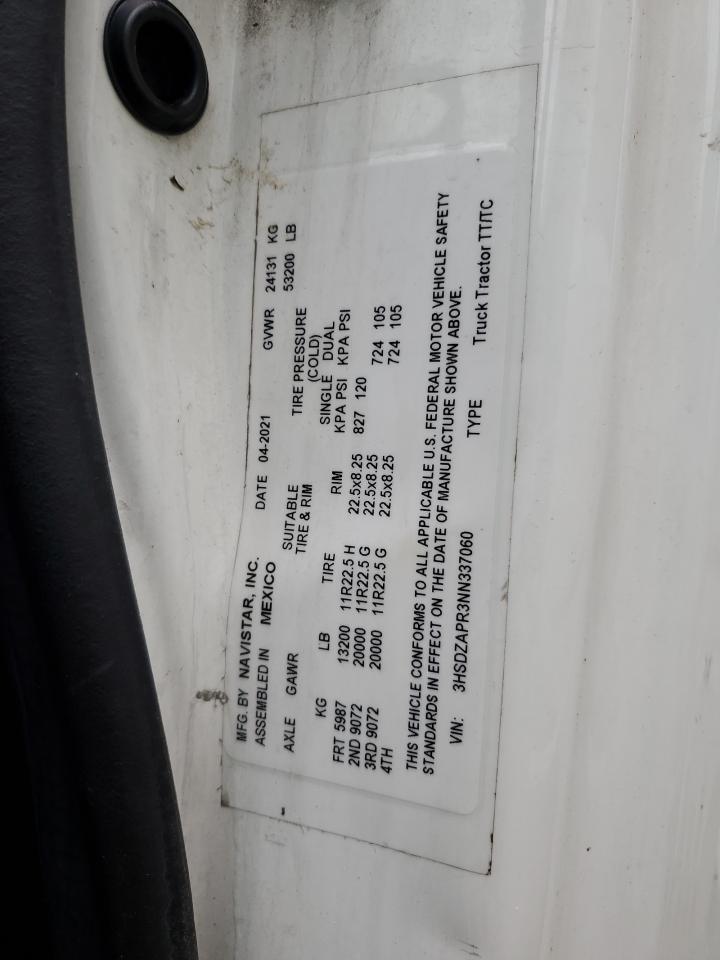 MFG. BY NAVISTAR, INC. DATE 04-2021 GVWR 24131 KG
ASSEMBLED IN MEXICO 53200 LB
AXLE GAWR SUITABLE TIRE PRESSURE
TIRE & RIM (COLD)
SINGLE DUAL
KG LB TIRE RIM KPA PSI KPA PSI
FRT 5987 13200 11R22.5 H 22.5x8.25 827 120
2ND 9072 20000 11R22.5 G 22.5x8.25 724 105
3RD 9072 20000 11R22.5 G 22.5x8.25 724 105
4TH
THIS VEHICLE CONFORMS TO ALL APPLICABLE U.S. FEDERAL MOTOR VEHICLE SAFETY
STANDARDS IN EFFECT ON THE DATE OF MANUFACTURE SHOWN ABOVE.
VIN: 3HSDZAPR3NN337060 TYPE Truck Tractor TT/TC